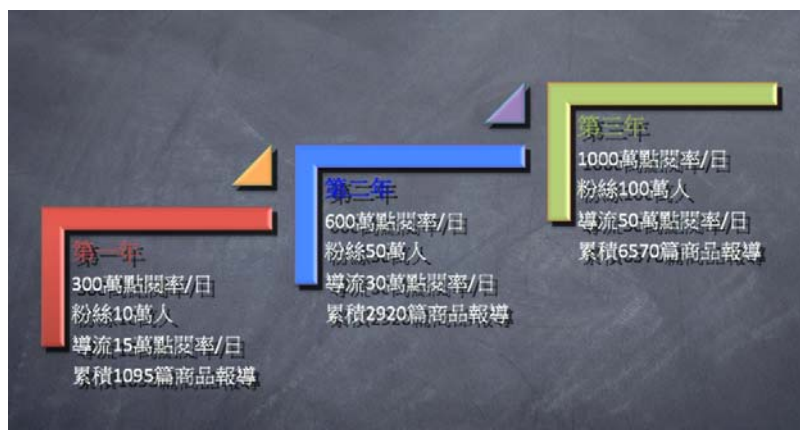 第一年
300萬點閱率/日
粉絲10萬人
導流15萬點閱率/日
累積1095篇商品報導
第二年
600萬點閱率/日
粉絲50萬人
導流30萬點閱率/日
累積2920篇商品報導
第三年
1000萬點閱率/日
粉絲100萬人
導流50萬點閱率/日
累積6570篇商品報導